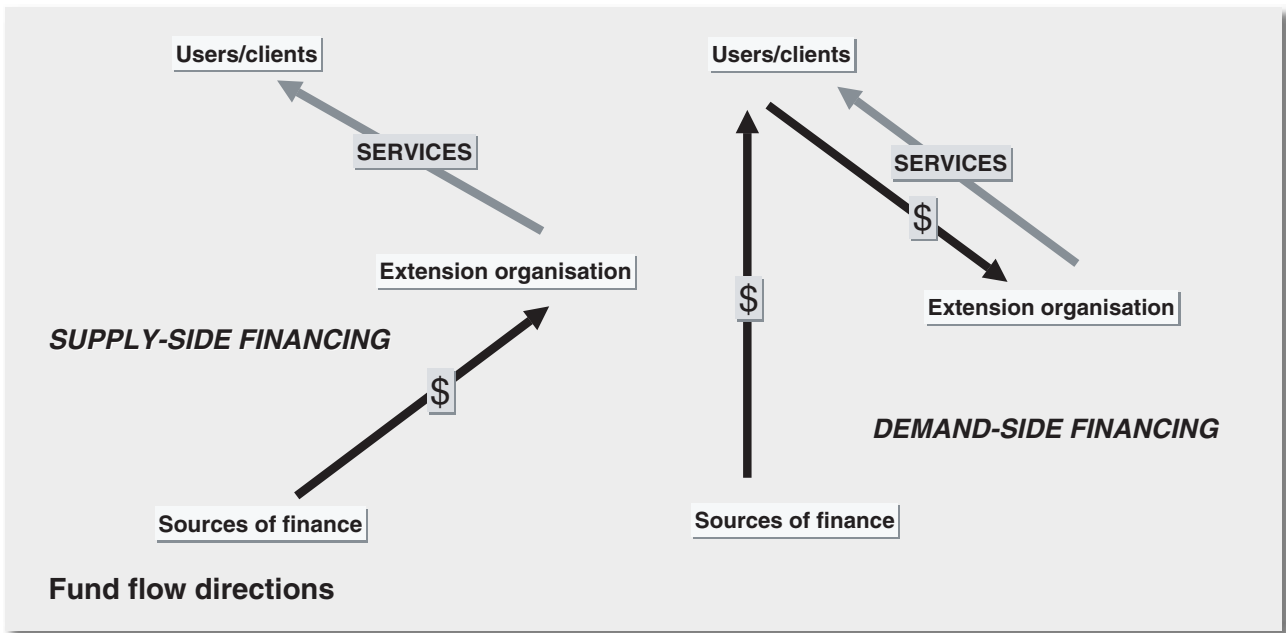 Users/clients
SERVICES
Extension organisation
SUPPLY-SIDE FINANCING
$
Sources of finance
Users/clients
SERVICES
$
$
Extension organisation
DEMAND-SIDE FINANCING
Sources of finance
Fund flow directions